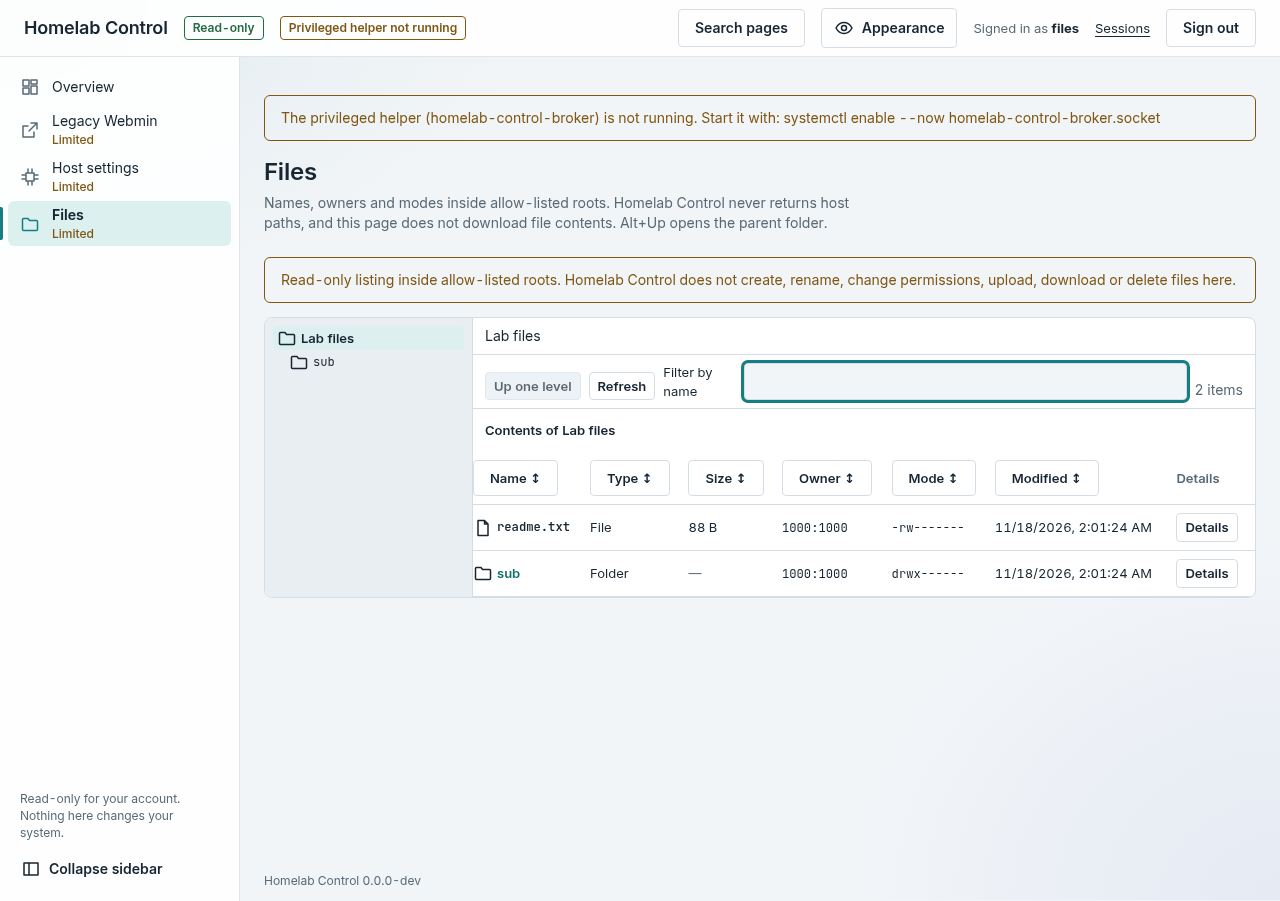 Homelab Control
Read-only
Privileged helper not running
Search pages
Appearance
Signed in as files
Sessions
Sign out
Overview
Legacy Webmin
Limited
Host settings
Limited
Files
Limited
Read-only for your account.
Nothing here changes your
system.
Collapse sidebar
The privileged helper (homelab-control-broker) is not running. Start it with: systemctl enable --now homelab-control-broker.socket
Files
Names, owners and modes inside allow-listed roots. Homelab Control never returns host
paths, and this page does not download file contents. Alt+Up opens the parent folder.
Read-only listing inside allow-listed roots. Homelab Control does not create, rename, change permissions, upload, download or delete files here.
Lab files
sub
Lab files
Up one level
Refresh
Filter by
name
2 items
Contents of Lab files
Name ↕ Type ↕ Size ↕ Owner ↕ Mode ↕ Modified ↕ Details
readme.txt File 88 B 1000:1000 -rw------- 11/18/2026, 2:01:24 AM Details
sub Folder — 1000:1000 drwx------ 11/18/2026, 2:01:24 AM Details
Homelab Control 0.0.0-dev